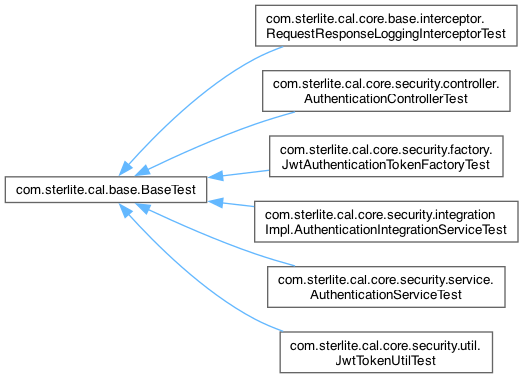 com.sterlite.cal.core.base.interceptor.
RequestResponseLoggingInterceptorTest
com.sterlite.cal.core.security.controller.
AuthenticationControllerTest
com.sterlite.cal.core.security.factory.
JwtAuthenticationTokenFactoryTest
com.sterlite.cal.base.BaseTest
com.sterlite.cal.core.security.integration
Impl.AuthenticationIntegrationServiceTest
com.sterlite.cal.core.security.service.
AuthenticationServiceTest
com.sterlite.cal.core.security.util.
JwtTokenUtilTest